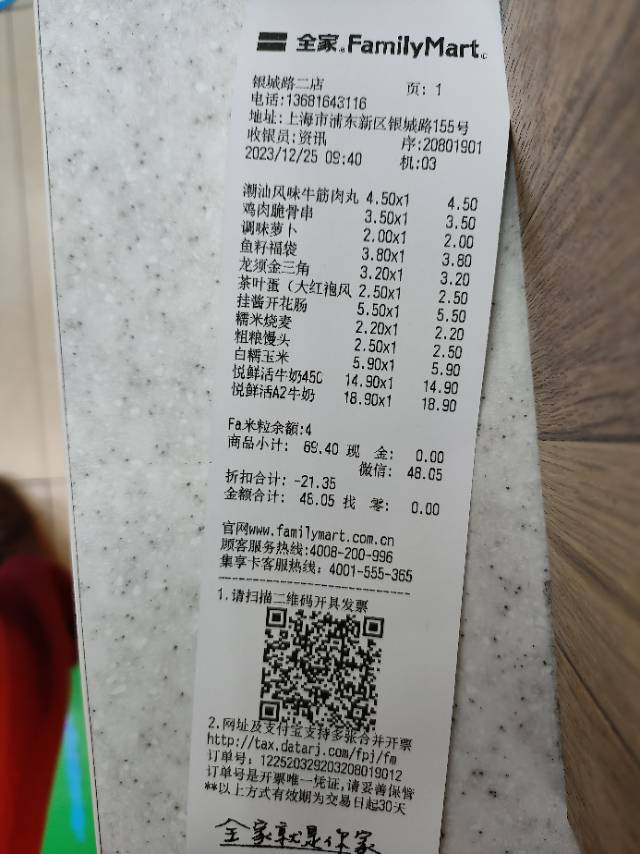 全家 FamilyMart
银城路二店 页: 1
电话:13681643116
地址:上海市浦东新区银城路155号
收银员:资讯 序:20801901
2023/12/25 09:40 机:03
潮汕风味牛筋肉丸 4.50x1 4.50
鸡肉脆骨串 3.50x1 3.50
调味萝卜 2.00x1 2.00
鱼籽福袋 3.80x1 3.80
龙须金三角 3.20x1 3.20
茶叶蛋（大红袍风 2.50x1 2.50
挂酱开花肠 5.50x1 5.50
糯米烧麦 2.20x1 2.20
粗粮馒头 2.50x1 2.50
白糯玉米 5.90x1 5.90
悦鲜活牛奶450 14.90x1 14.90
悦鲜活A2牛奶 18.90x1 18.90
Fa米粒余额:4
商品小计: 69.40 现 金: 0.00
微信: 48.05
折扣合计: -21.35
金额合计: 48.05 找 零: 0.00
官网www.familymart.com.cn
顾客服务热线:4008-200-996
集享卡客服热线: 4001-555-365
1.请扫描二维码开具发票
2.网址及支付宝支持多张合并开票
http://tax.datarj.com/fpj/fm
订单号: 122520329203208019012
订单号是开票唯一凭证,请妥善保管
**以上方式有效期为交易日起30天
全家就是你家